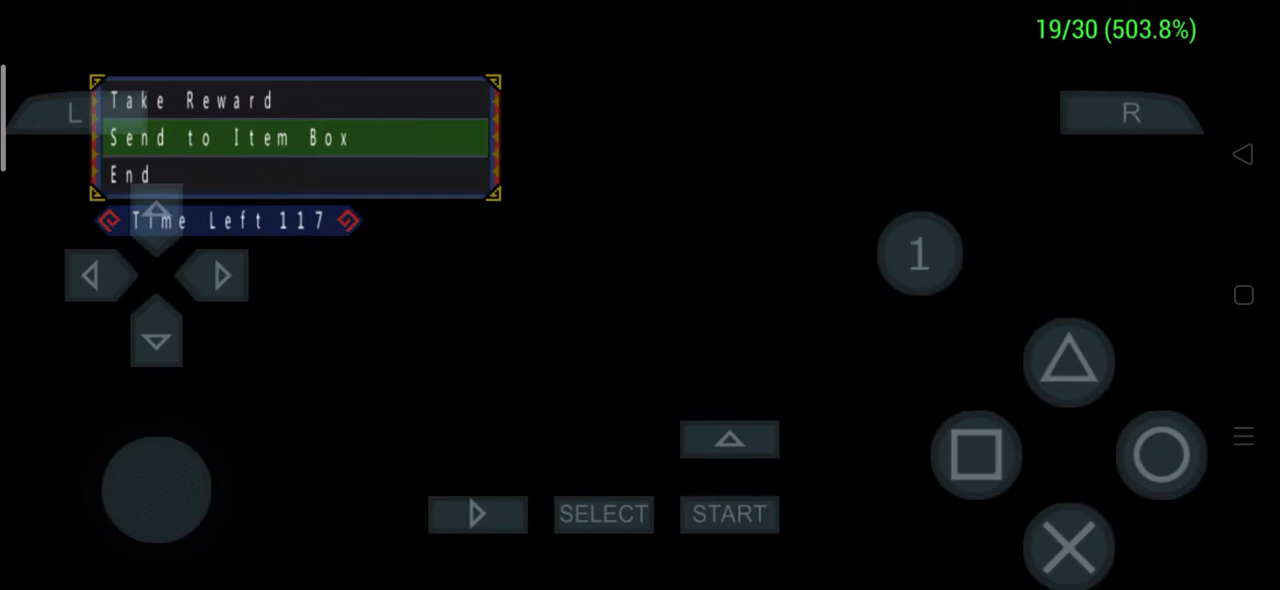 19/30 (503.8%)
Take Reward
L
R
Send to Item Box
End
Time Left 117
1
SELECT
START